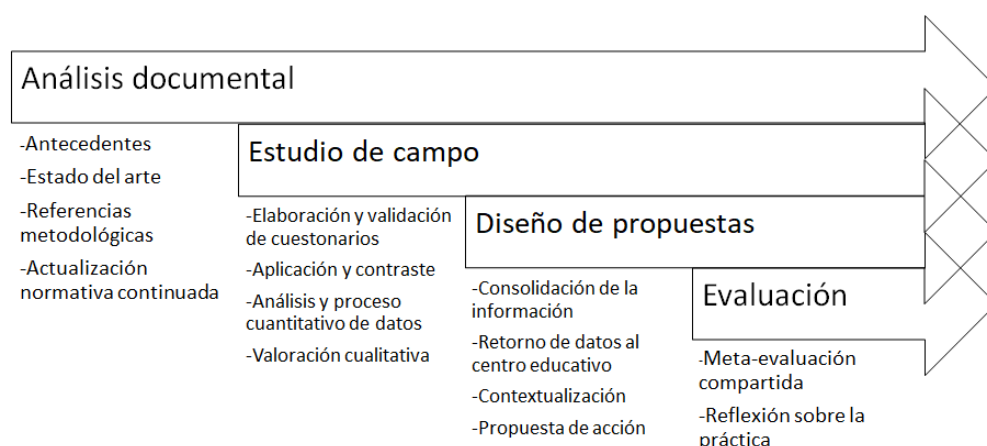 Análisis documental
-Antecedentes
-Estado del arte
-Referencias
metodológicas
-Actualización
normativa continuada
Estudio de campo
-Elaboración y validación
de cuestonarios
-Aplicación y contraste
-Análisis y proceso
cuantitativo de datos
-Valoración cualitativa
Diseño de propuestas
-Consolidación de la
información
-Retorno de datos al
centro educativo
-Contextualización
-Propuesta de acción
Evaluación
-Meta-evaluación
compartida
-Reflexión sobre la
práctica